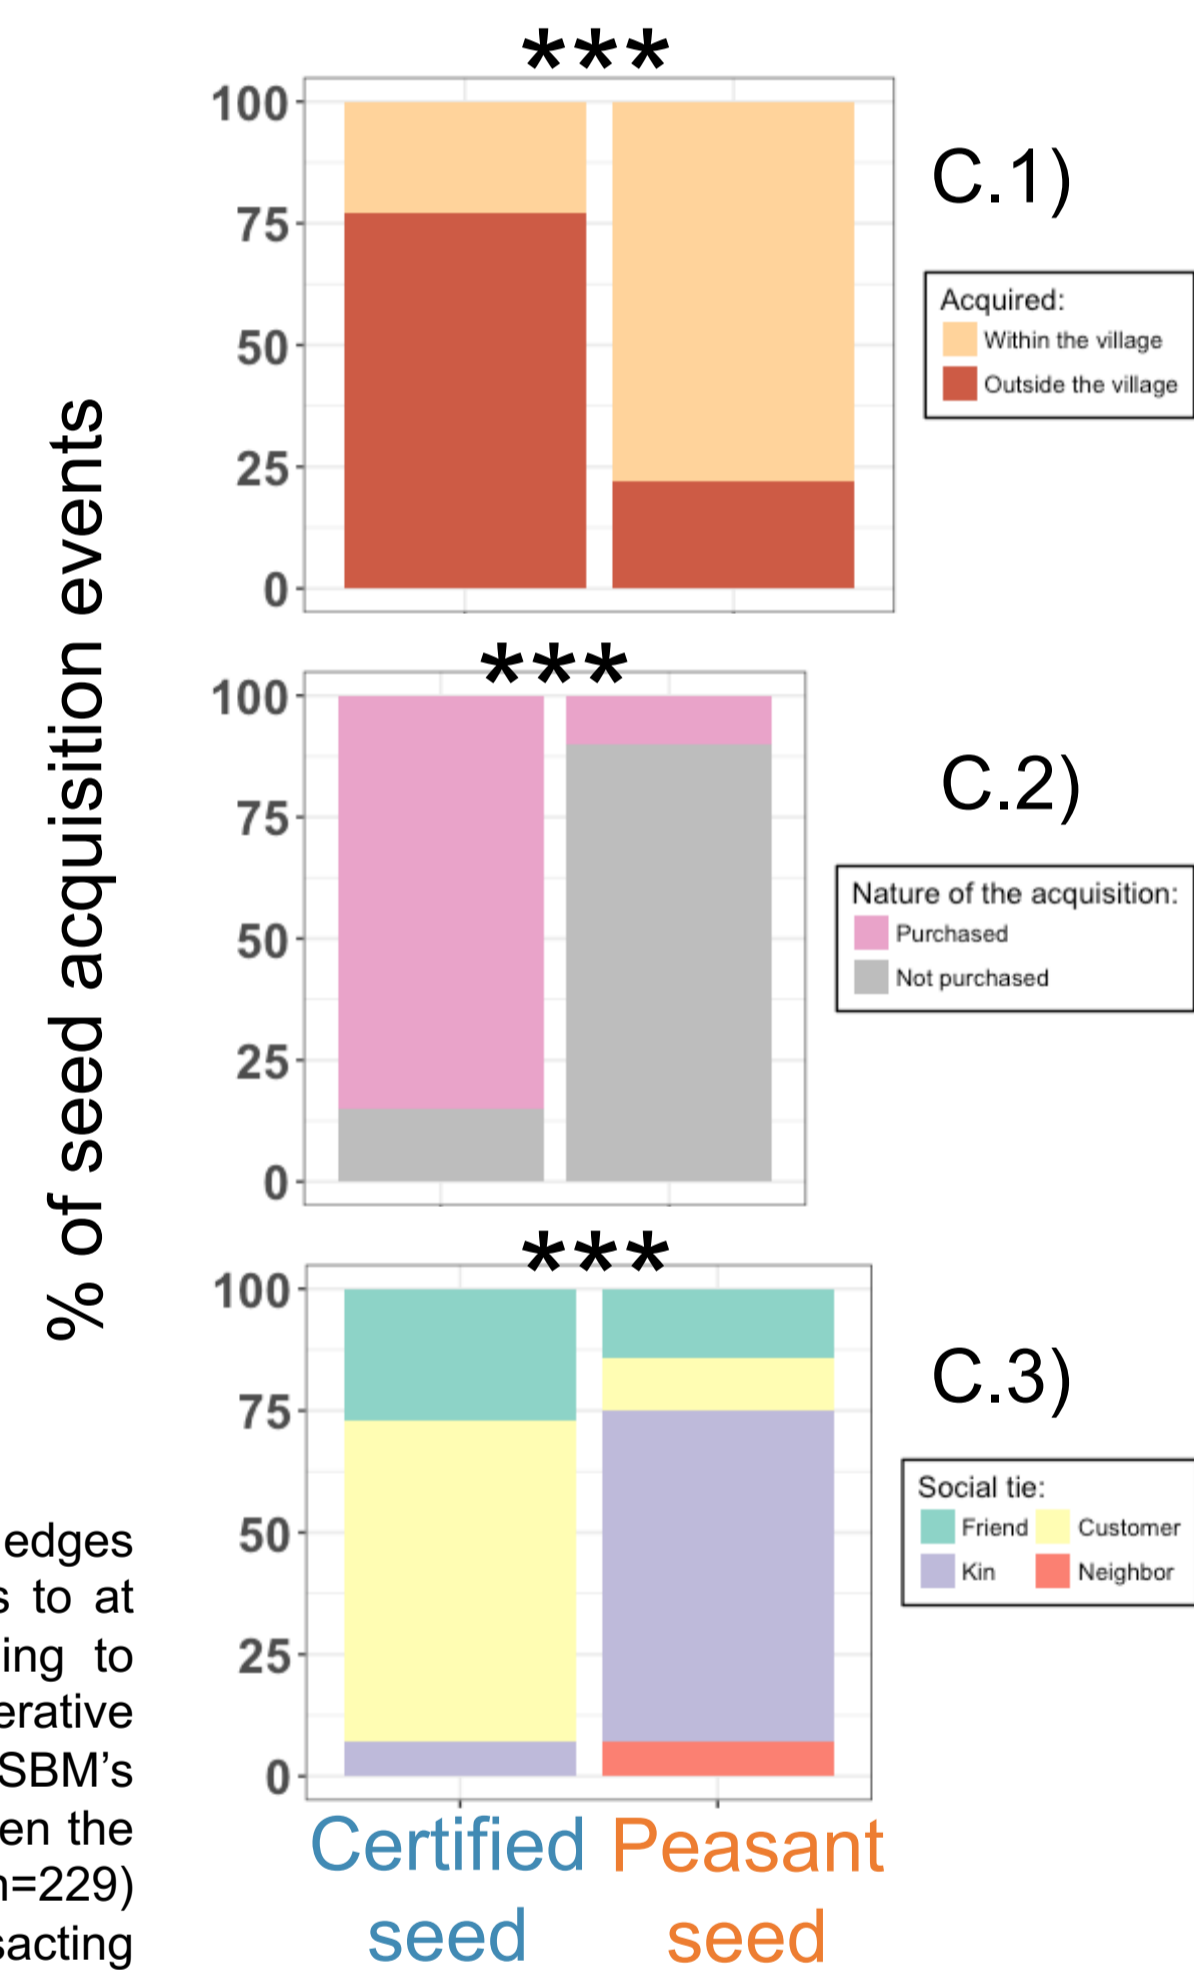 % of seed acquisition events
***
100
75
50
25
0
C.1)
Acquired:
Within the village
Outside the village
***
100
75
50
25
0
C.2)
Nature of the acquisition:
Purchased
Not purchased
***
100
75
50
25
0
C.3)
Social tie:
Friend Customer
Kin Neighbor
Certified Peasant
seed seed
edges
s to at
ing to
erative
SBM’s
en the
n=229)
sacting